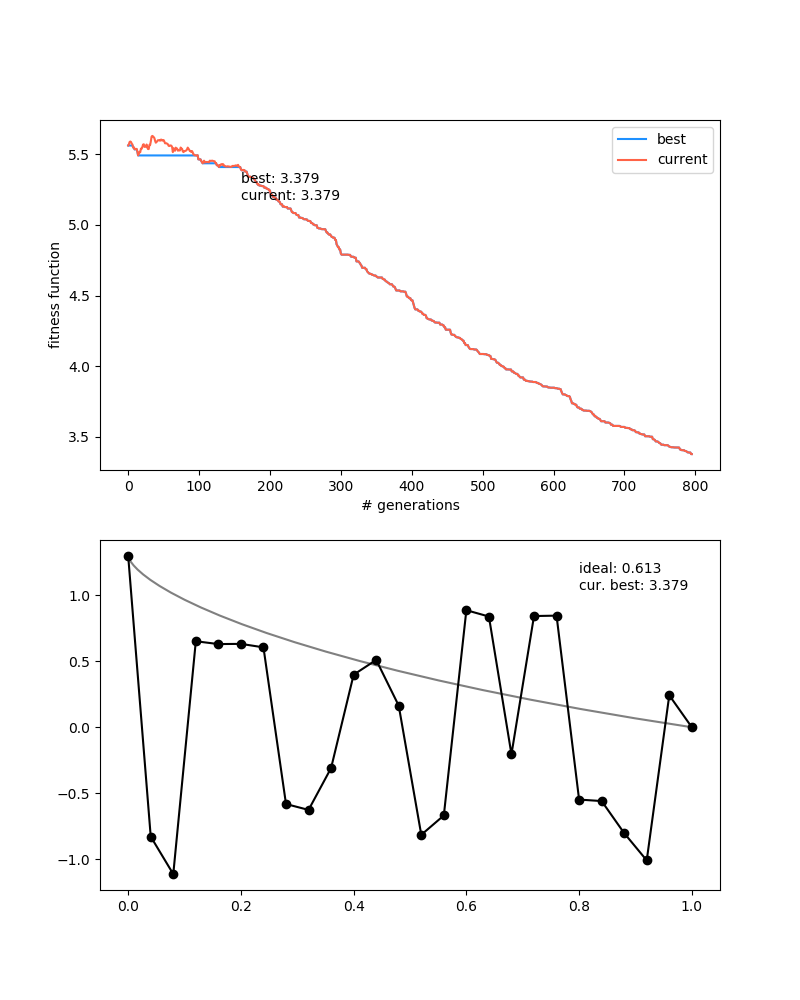 best
current
5.5
5.0
4.5
4.0
3.5
fitness function
best: 3.379
current: 3.379
0 100 200 300 400 500 600 700 800
# generations
ideal: 0.613
cur. best: 3.379
1.0
0.5
0.0
−0.5
−1.0
0.0 0.2 0.4 0.6 0.8 1.0